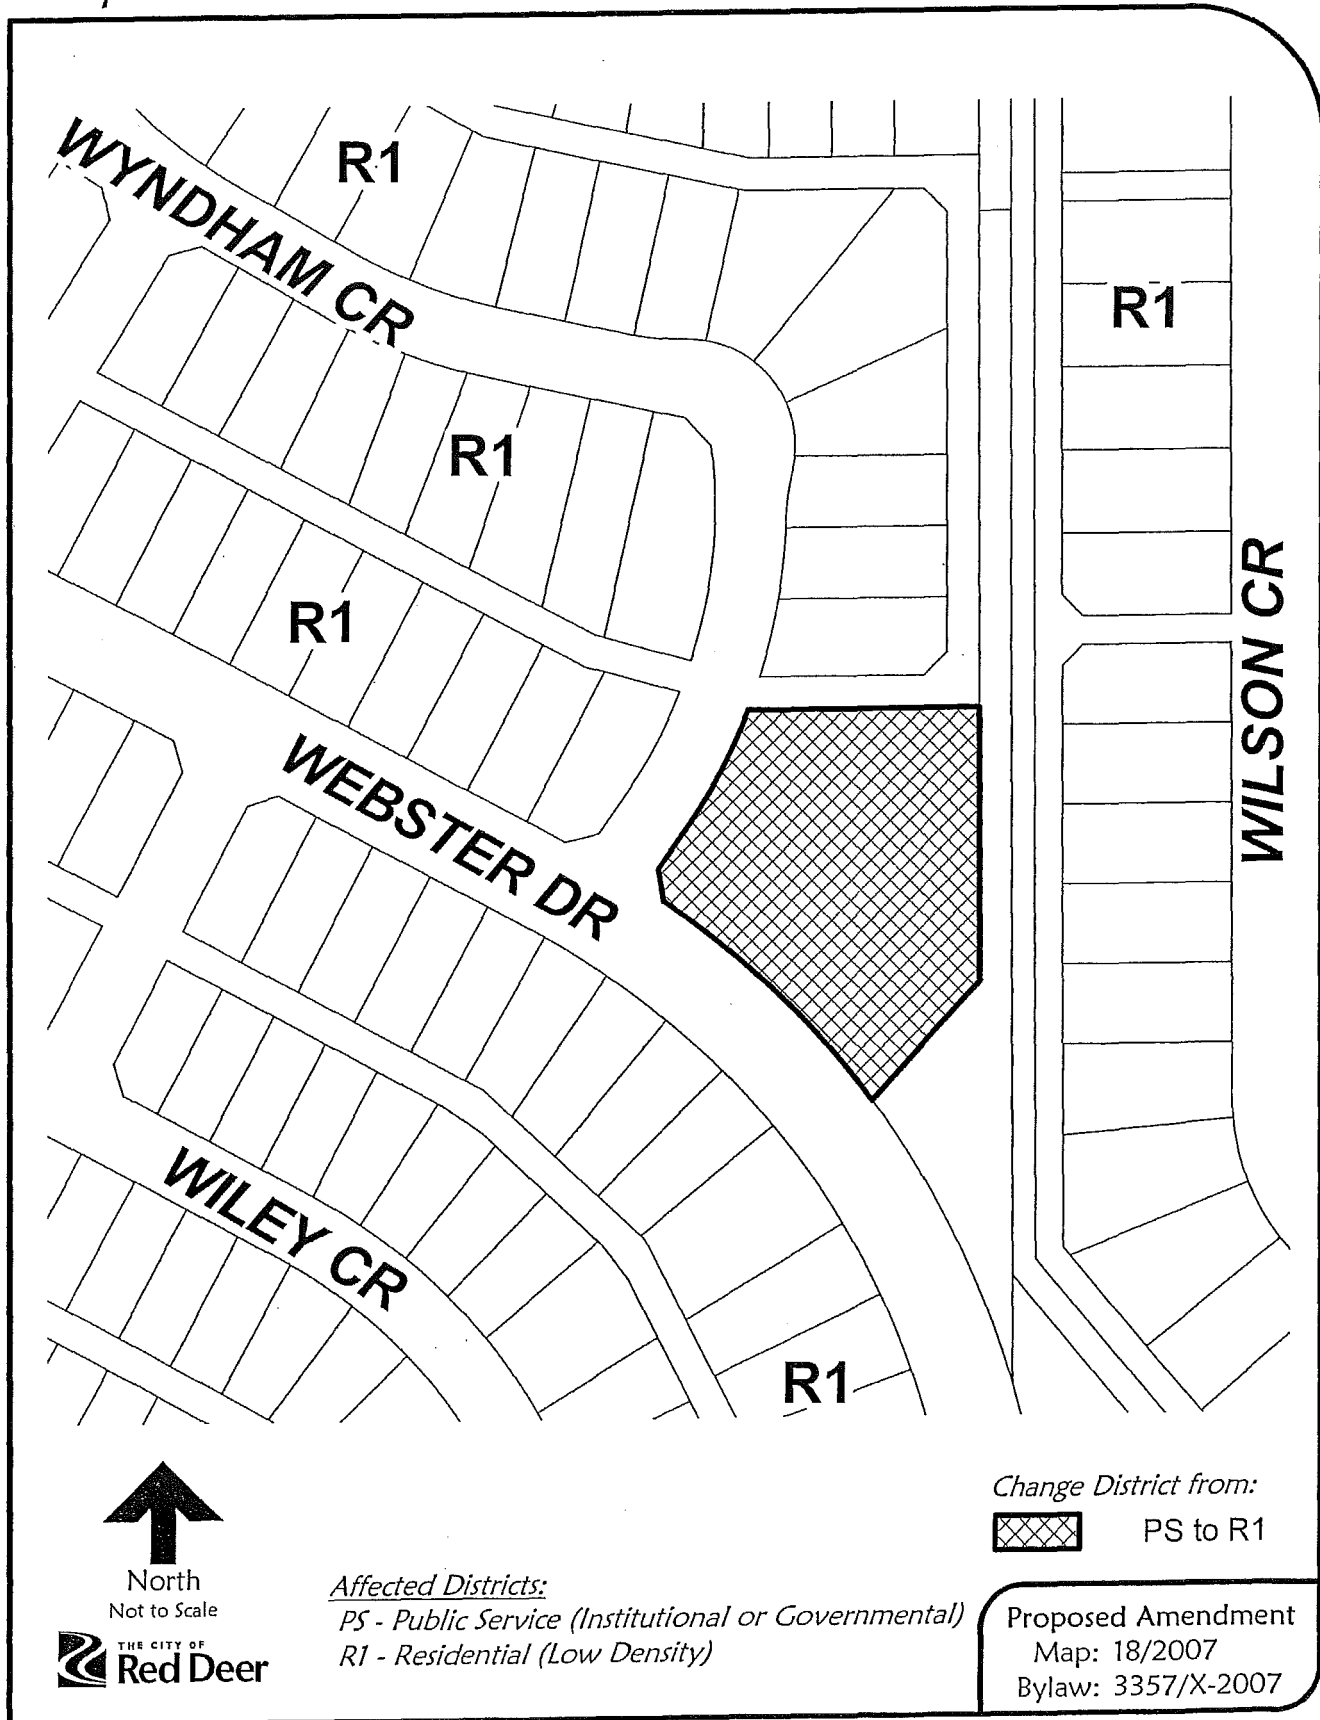 WYNDHAM CR
R1
R1
R1
R1
WILSON CR
WEBSTER DR
WILEY CR
R1
North
Not to Scale
THE CITY OF
Red Deer
Affected Districts:
PS - Public Service (Institutional or Governmental)
R1 - Residential (Low Density)
Change District from:
PS to R1
Proposed Amendment
Map: 18/2007
Bylaw: 3357/X-2007